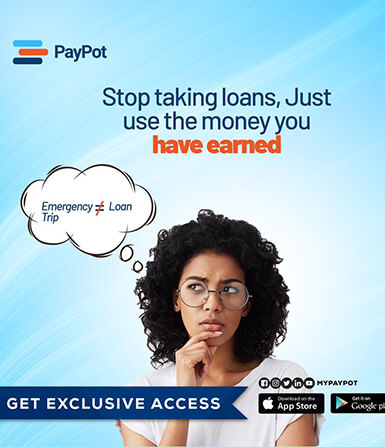 PayPot
Stop taking loans, Just
use the money you
have earned
Emergency ≠ Loan
Trip
MYPAYPOT
GET EXCLUSIVE ACCESS
Download on the
App Store
Get it on
Google pl